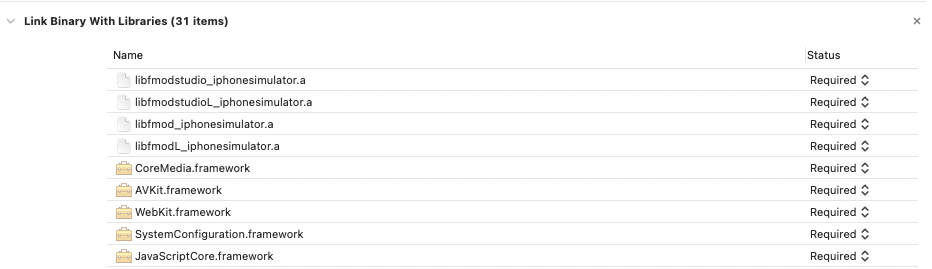 Link Binary With Libraries (31 items)
Name Status
libfmodstudio_iphonesimulator.a Required
libfmodstudioL_iphonesimulator.a Required
libfmod_iphonesimulator.a Required
libfmodL_iphonesimulator.a Required
CoreMedia.framework Required
AVKit.framework Required
WebKit.framework Required
SystemConfiguration.framework Required
JavaScriptCore.framework Required